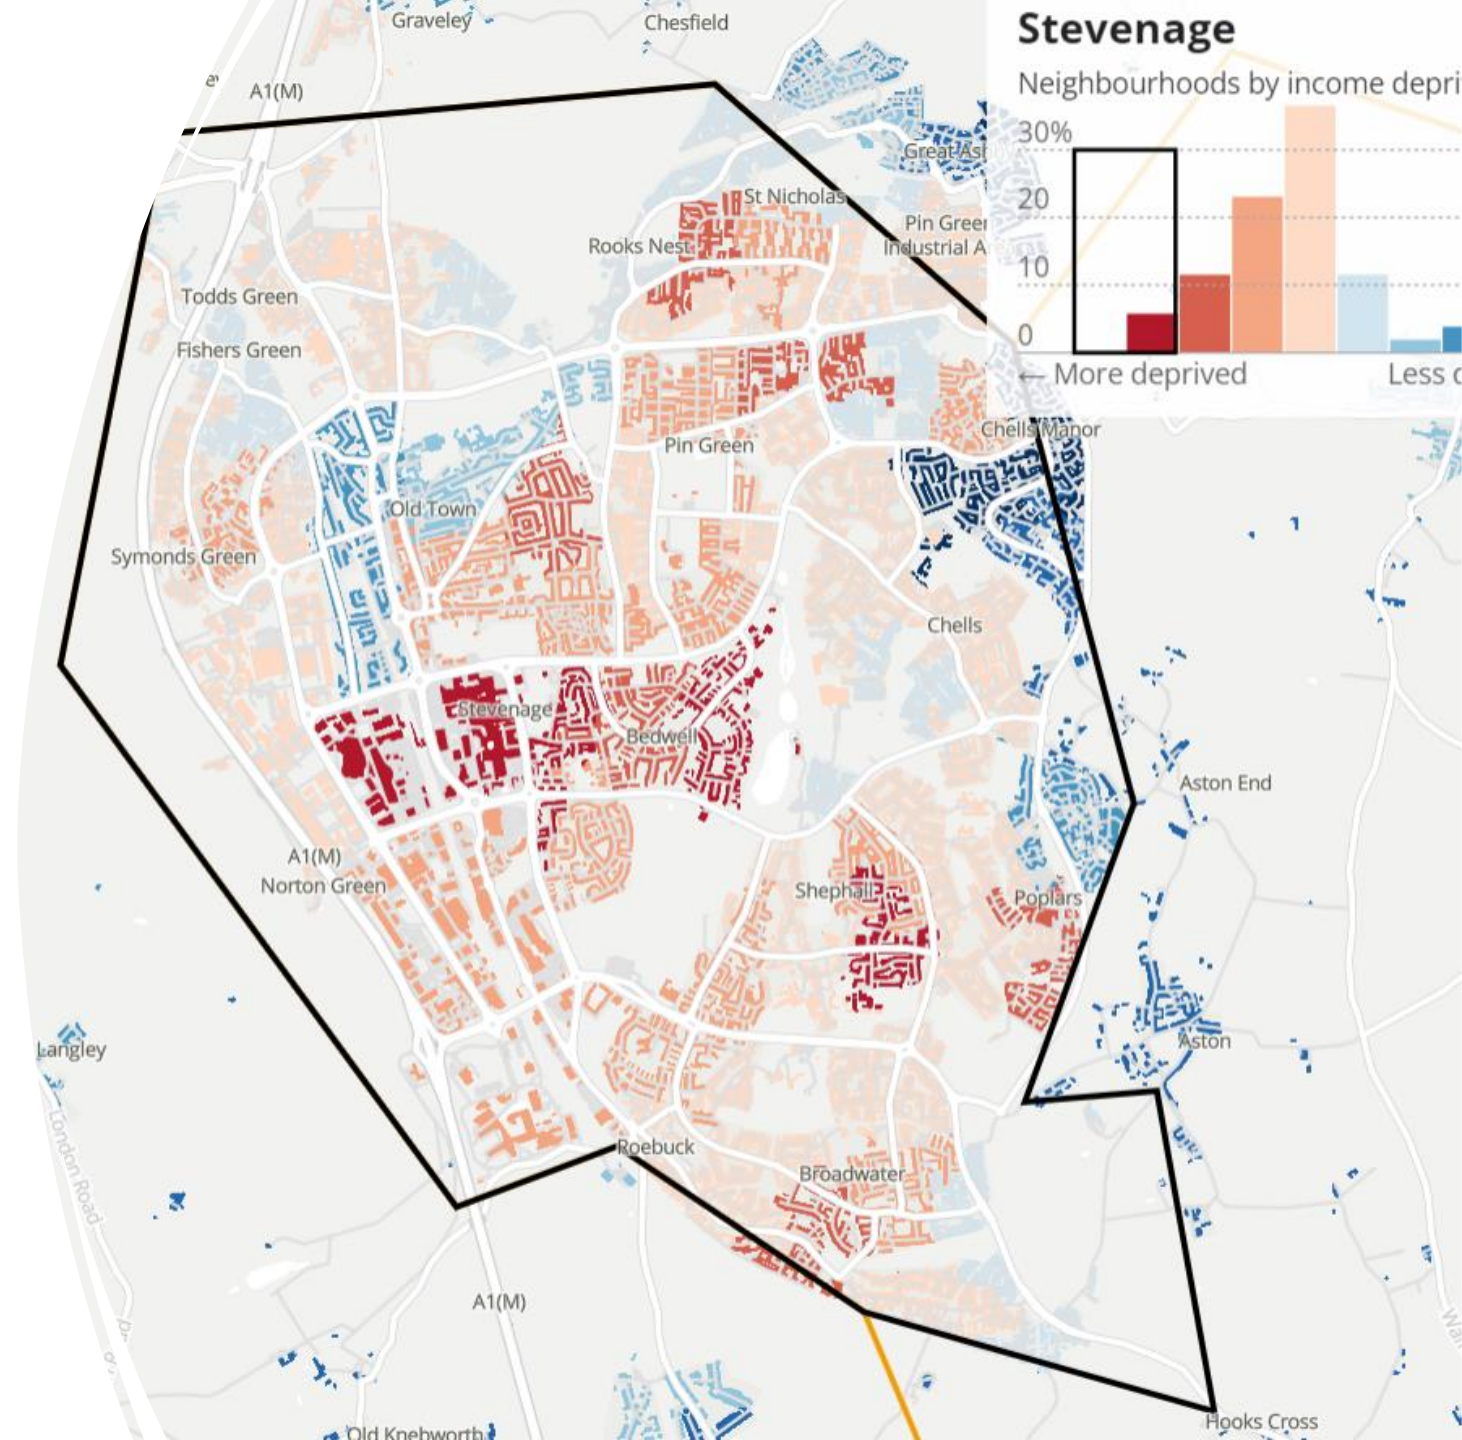 Graveley
Chesfield
Stevenage
Neighbourhoods by income depri
A1(M)
30%
Great Ash
20
St Nicholas
Pin Green
Industrial A
Rooks Nest
10
Todds Green
0
Fishers Green
← More deprived
Less d
Chells Manor
Pin Green
Old Town
Symonds Green
Chells
Stevenage
Bedwell
Aston End
A1(M)
Norton Green
Shephall
Poplars
Langley
Aston
London Road
Roebuck
Broadwater
A1(M)
Hooks Cross
Old Knebworth